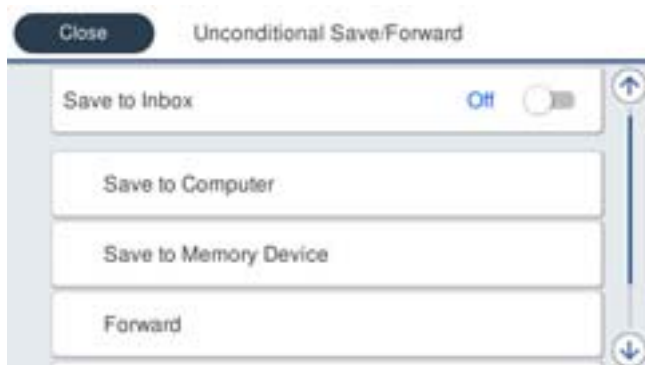 Close
Unconditional Save/Forward
Save to Inbox
Off
Save to Computer
Save to Memory Device
Forward